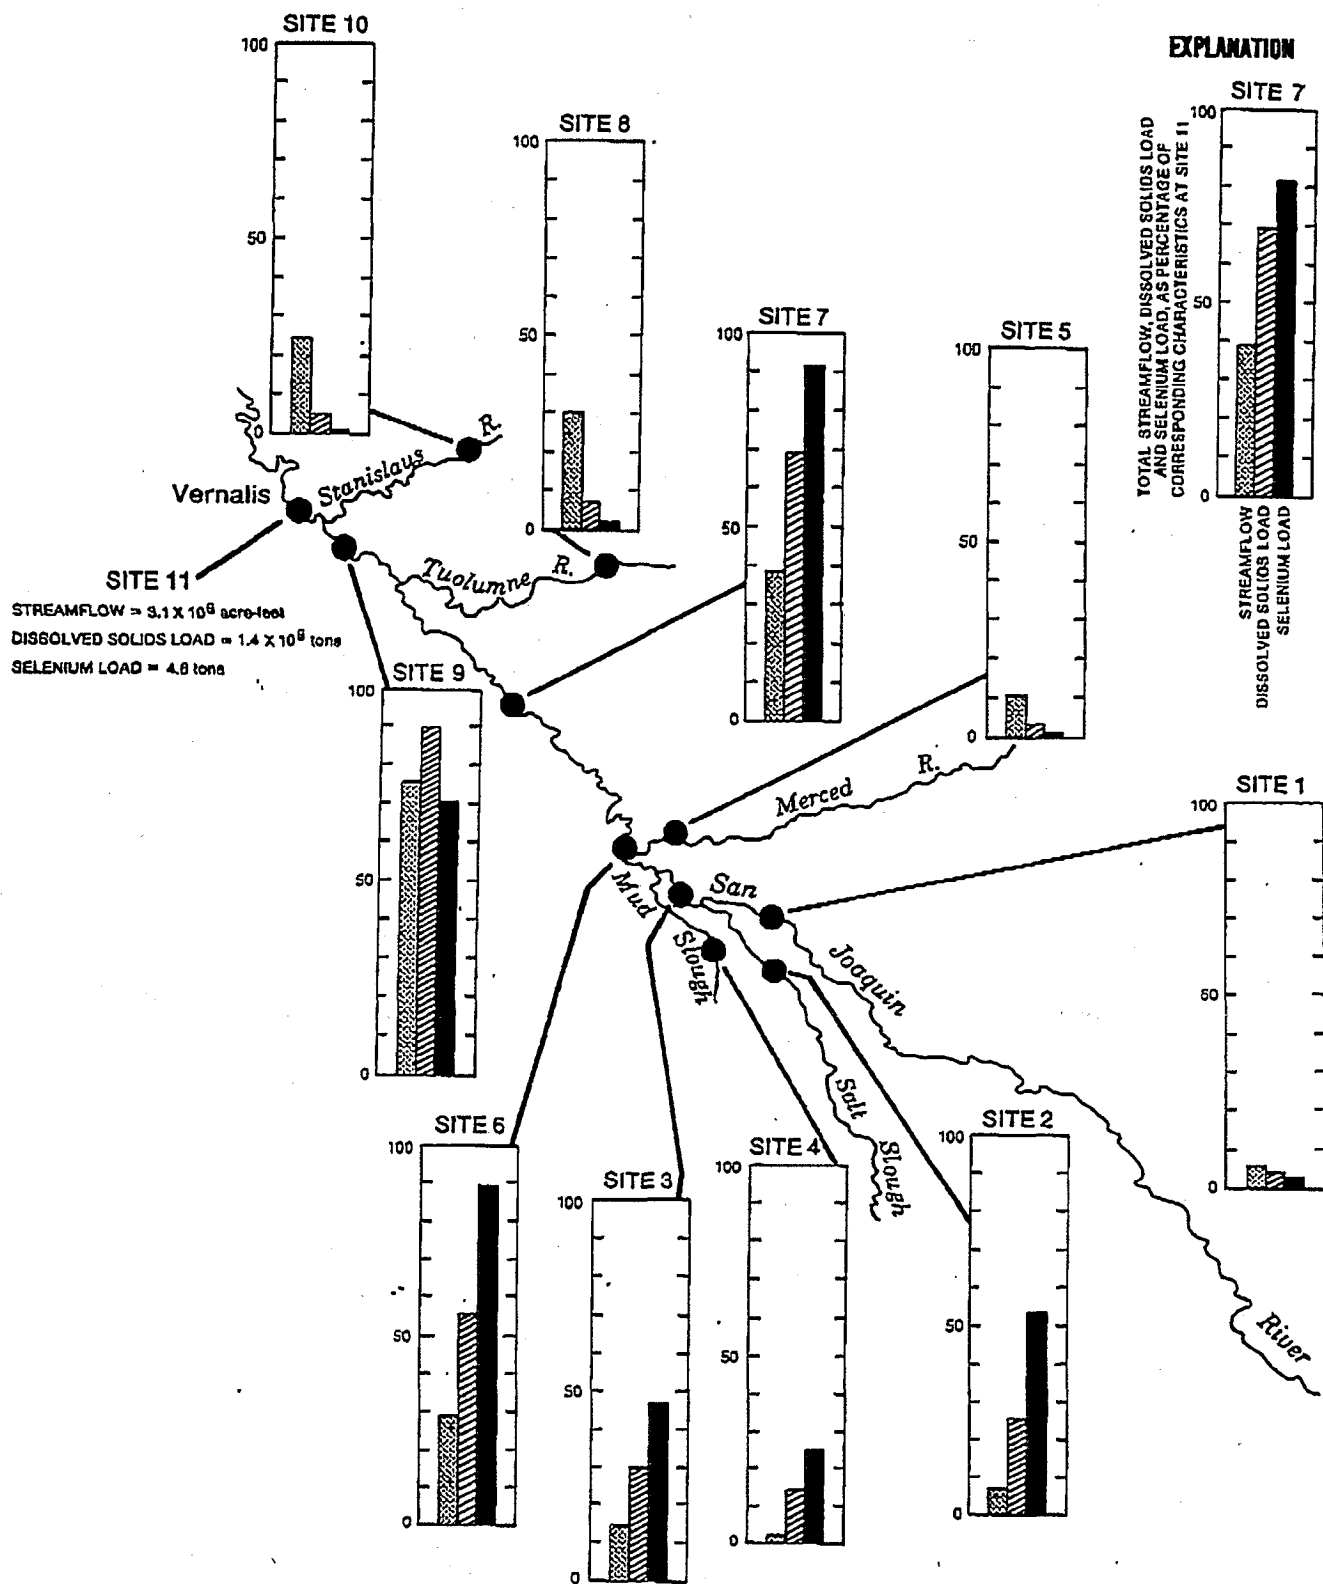 SITE 10
100
50
0
SITE 8
100
50
0
EXPLANATION
SITE 7
100
50
0
TOTAL STREAMFLOW, DISSOLVED SOLIDS LOAD
AND SELENIUM LOAD, AS PERCENTAGE OF
CORRESPONDING CHARACTERISTICS AT SITE 11
STREAMFLOW
DISSOLVED SOLIDS LOAD
SELENIUM LOAD
SITE 7
100
50
0
SITE 5
100
50
0
Stanislaus R.
Vernalis
Tuolumne R.
SITE 11
STREAMFLOW = 3.1 X 10⁶ acre-feet
DISSOLVED SOLIDS LOAD = 1.4 X 10⁶ tons
SELENIUM LOAD = 4.6 tons
SITE 9
100
50
0
Merced R.
SITE 1
100
50
0
Mud Slough
San Joaquin River
Salt Slough
SITE 6
100
50
0
SITE 3
100
50
0
SITE 4
100
50
0
SITE 2
100
50
0